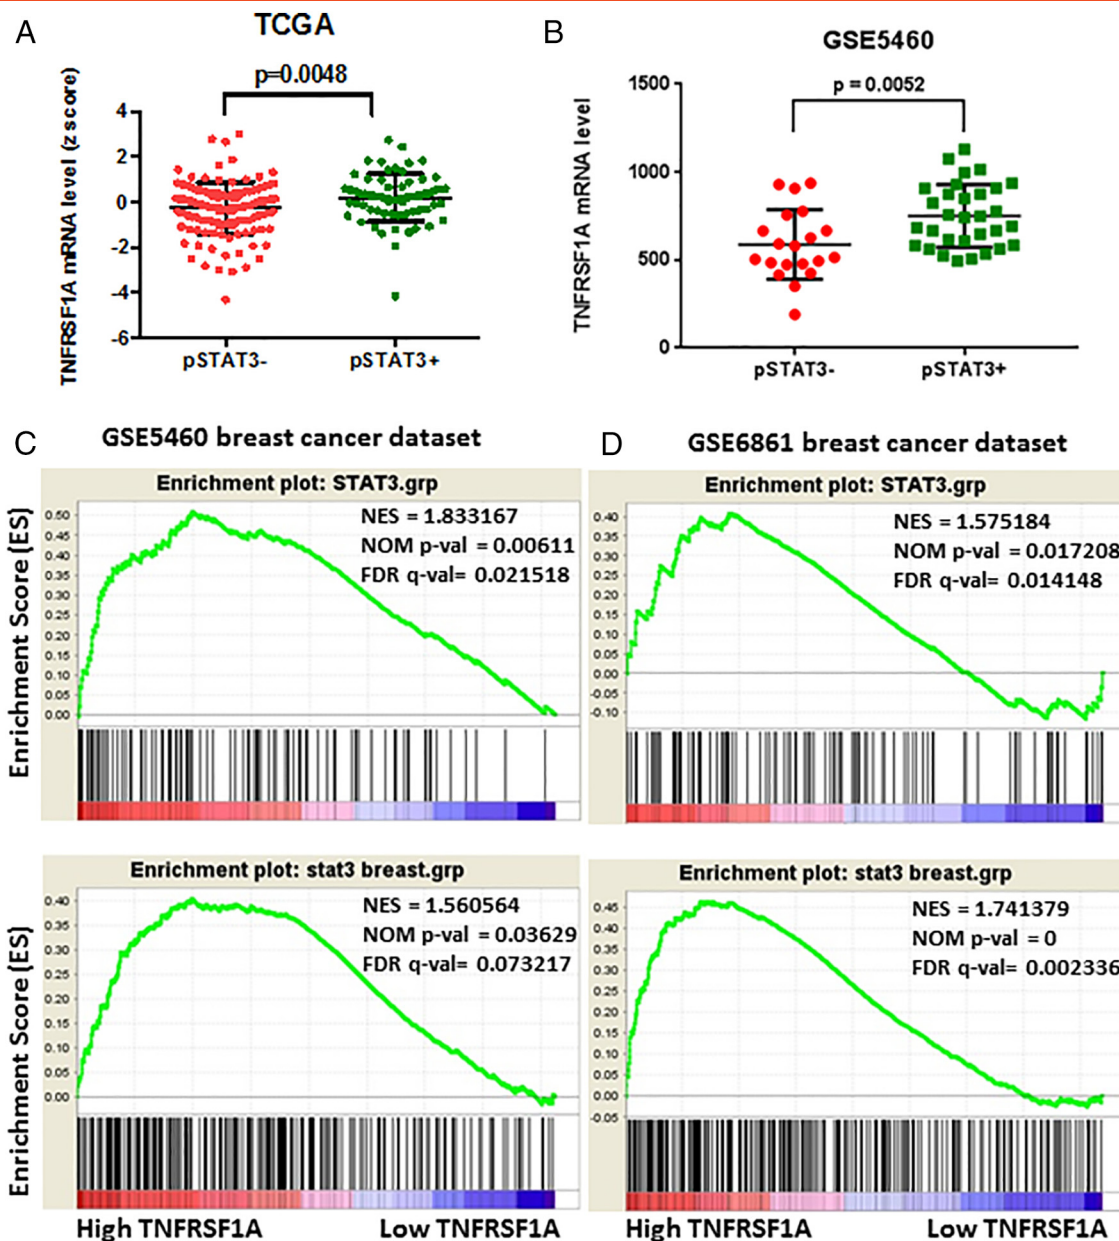 A
TCGA
p=0.0048
TNFRSF1A mRNA level (z score)
4
2
0
-2
-4
-6
pSTAT3-
pSTAT3+
B
GSE5460
p = 0.0052
TNFRSF1A mRNA level
1500
1000
500
0
pSTAT3-
pSTAT3+
C
GSE5460 breast cancer dataset
Enrichment plot: STAT3.grp
NES = 1.833167
NOM p-val = 0.00611
FDR q-val= 0.021518
Enrichment Score (ES)
0.50
0.45
0.40
0.35
0.30
0.25
0.20
0.15
0.10
0.05
0.00
Enrichment plot: stat3 breast.grp
NES = 1.560564
NOM p-val = 0.03629
FDR q-val= 0.073217
Enrichment Score (ES)
0.40
0.35
0.30
0.25
0.20
0.15
0.10
0.05
0.00
High TNFRSF1A
Low TNFRSF1A
D
GSE6861 breast cancer dataset
Enrichment plot: STAT3.grp
NES = 1.575184
NOM p-val = 0.017208
FDR q-val= 0.014148
0.40
0.35
0.30
0.25
0.20
0.15
0.10
0.05
0.00
-0.05
-0.10
Enrichment plot: stat3 breast.grp
NES = 1.741379
NOM p-val = 0
FDR q-val= 0.002336
0.45
0.40
0.35
0.30
0.25
0.20
0.15
0.10
0.05
0.00
-0.05
High TNFRSF1A
Low TNFRSF1A